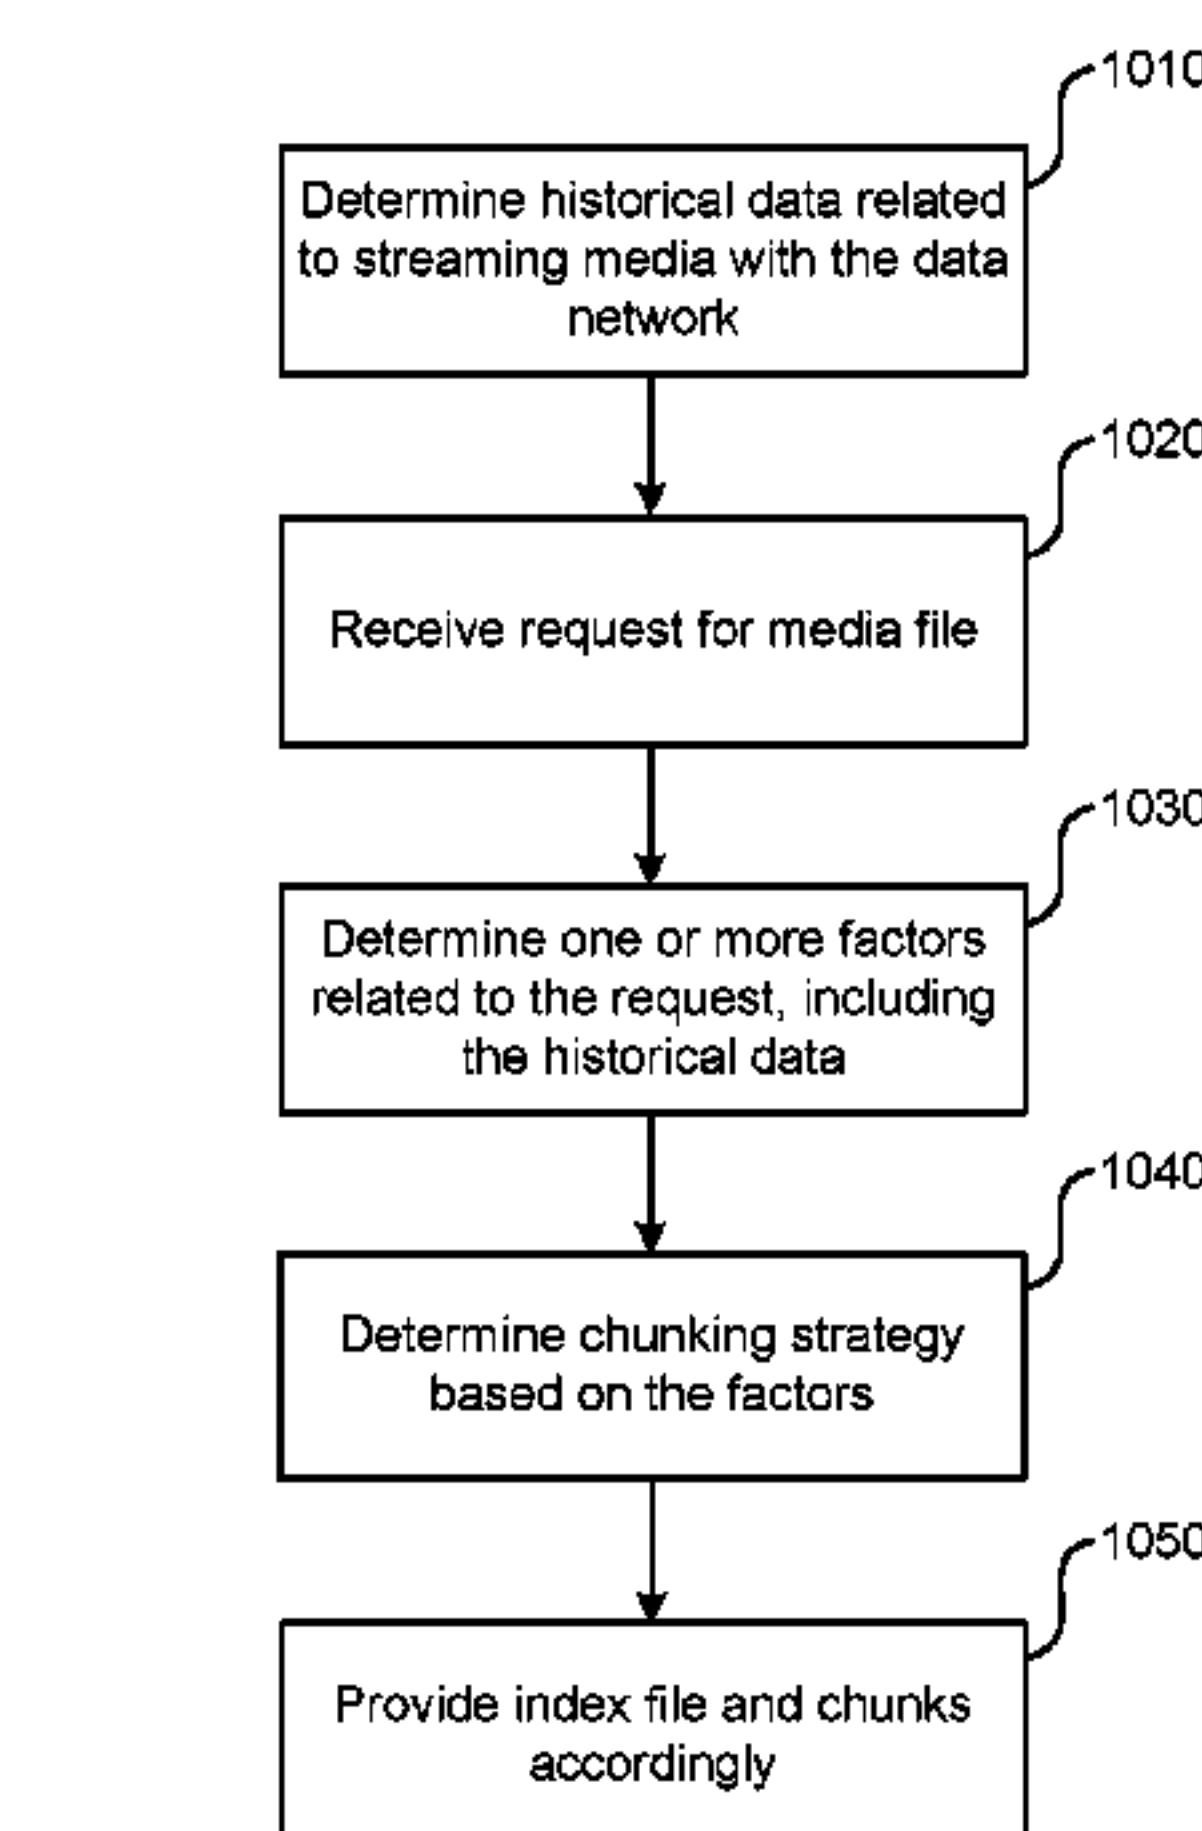 1010
Determine historical data related
to streaming media with the data
network
1020
Receive request for media file
1030
Determine one or more factors
related to the request, including
the historical data
1040
Determine chunking strategy
based on the factors
1050
Provide index file and chunks
accordingly